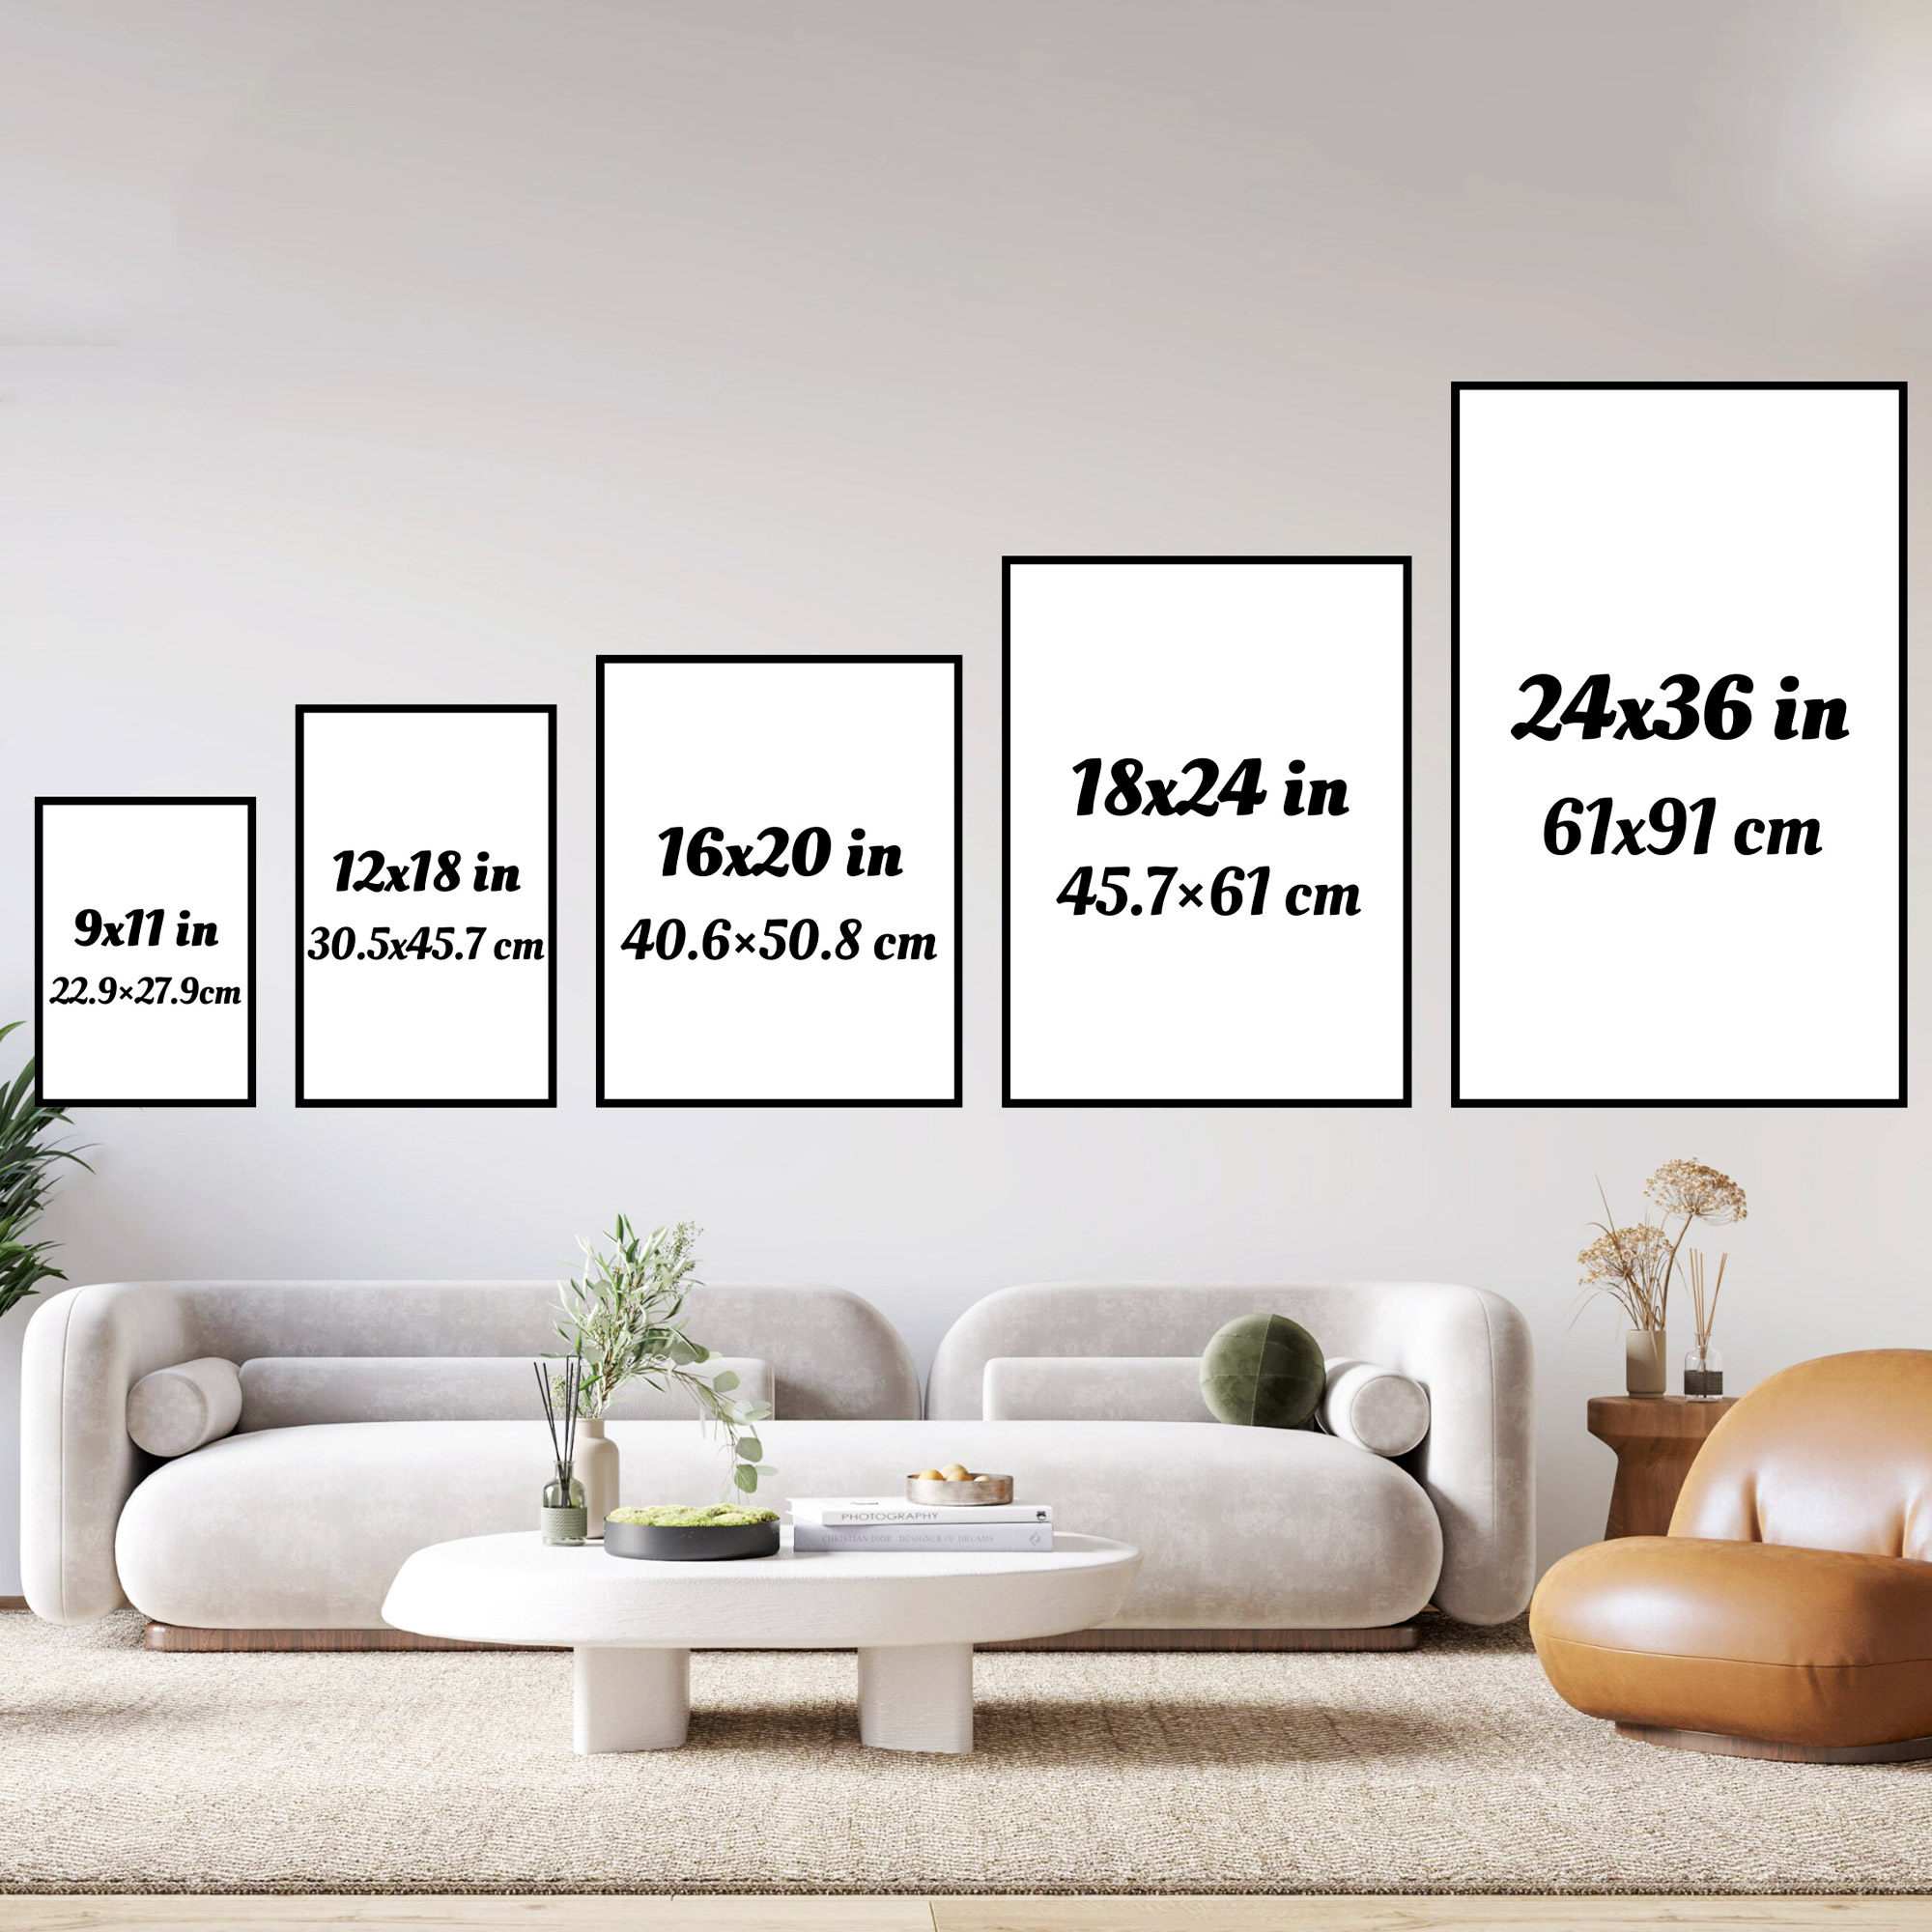 9x11 in
22.9×27.9cm
12x18 in
30.5x45.7 cm
16x20 in
40.6×50.8 cm
18x24 in
45.7×61 cm
24x36 in
61x91 cm
PHOTOGRAPHY
CHRISTIAN DIOR DESIGNER OF DREAMS